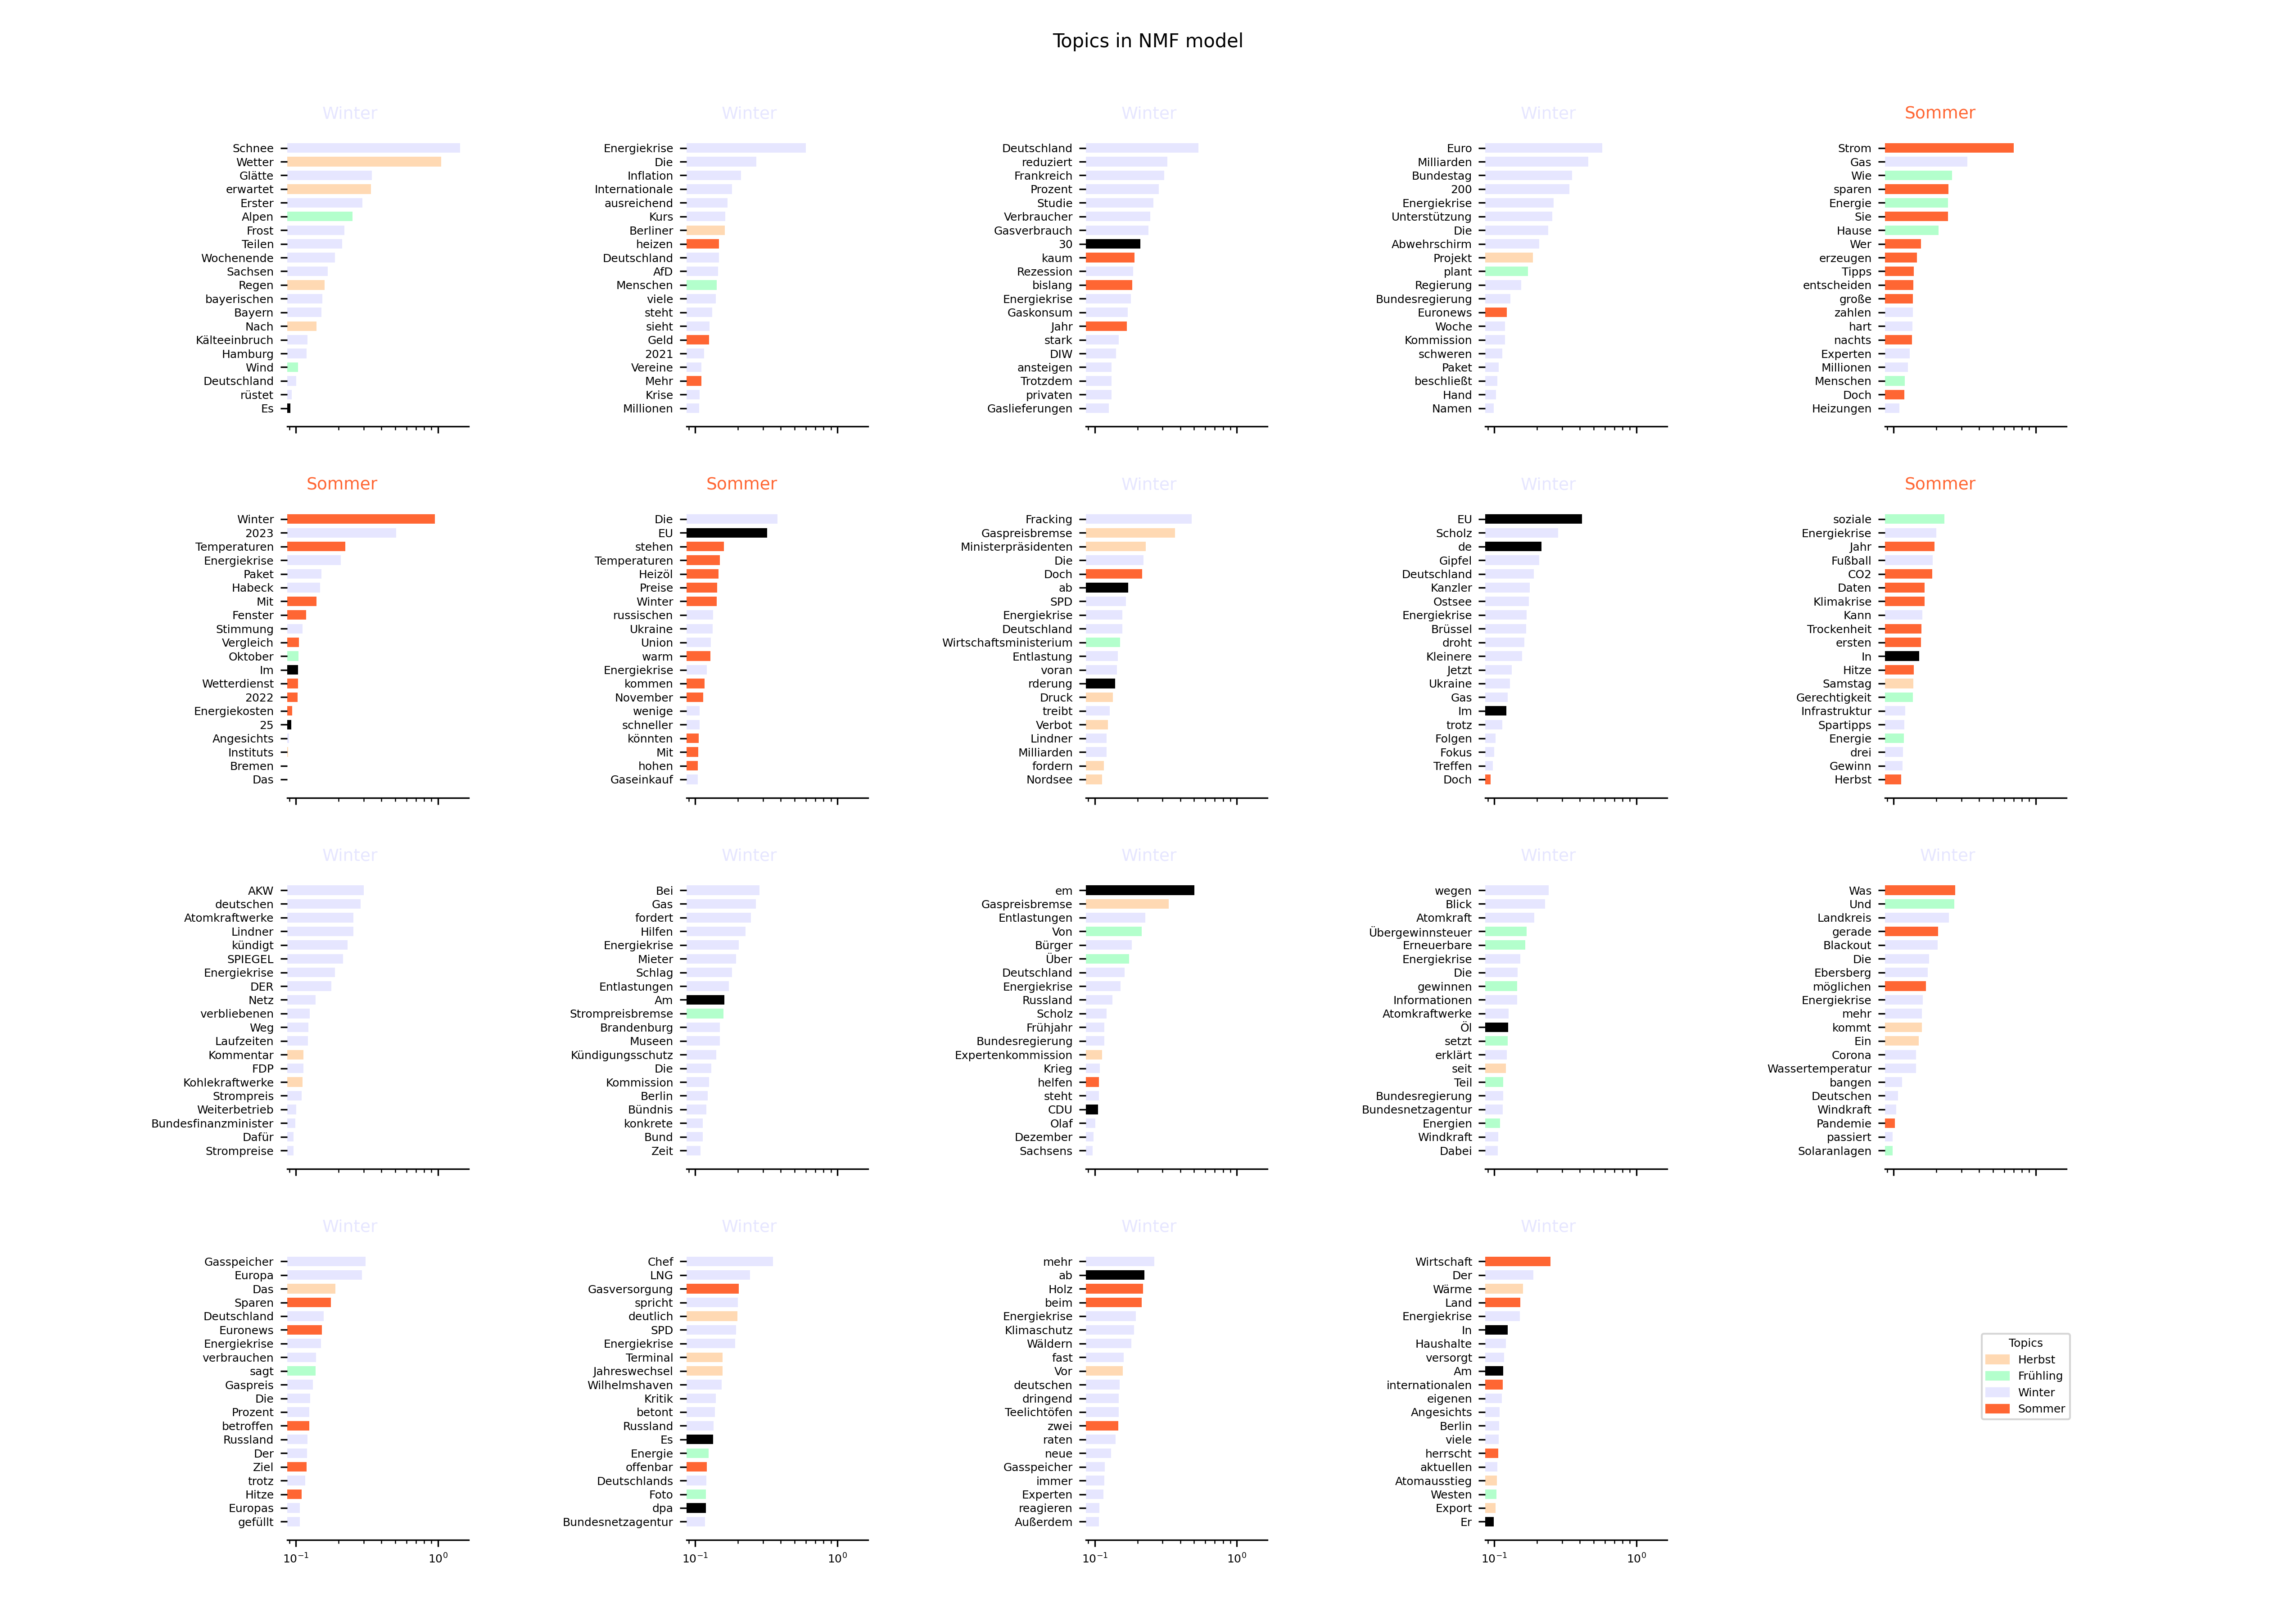 Topics in NMF model
Winter
Schnee
Wetter
Glätte
erwartet
Erster
Alpen
Frost
Teilen
Wochenende
Sachsen
Regen
bayerischen
Bayern
Nach
Kälteeinbruch
Hamburg
Wind
Deutschland
rüstet
Es
Winter
Energiekrise
Die
Inflation
Internationale
ausreichend
Kurs
Berliner
heizen
Deutschland
AfD
Menschen
viele
steht
sieht
Geld
2021
Vereine
Mehr
Krise
Millionen
Winter
Deutschland
reduziert
Frankreich
Prozent
Studie
Verbraucher
Gasverbrauch
30
kaum
Rezession
bislang
Energiekrise
Gaskonsum
Jahr
stark
DIW
ansteigen
Trotzdem
privaten
Gaslieferungen
Winter
Euro
Milliarden
Bundestag
200
Energiekrise
Unterstützung
Die
Abwehrschirm
Projekt
plant
Regierung
Bundesregierung
Euronews
Woche
Kommission
schweren
Paket
beschließt
Hand
Namen
Sommer
Strom
Gas
Wie
sparen
Energie
Sie
Hause
Wer
erzeugen
Tipps
entscheiden
große
zahlen
hart
nachts
Experten
Millionen
Menschen
Doch
Heizungen
Sommer
Winter
2023
Temperaturen
Energiekrise
Paket
Habeck
Mit
Fenster
Stimmung
Vergleich
Oktober
Im
Wetterdienst
2022
Energiekosten
25
Angesichts
Instituts
Bremen
Das
Sommer
Die
EU
stehen
Temperaturen
Heizöl
Preise
Winter
russischen
Ukraine
Union
warm
Energiekrise
kommen
November
wenige
schneller
könnten
Mit
hohen
Gaseinkauf
Winter
Fracking
Gaspreisbremse
Ministerpräsidenten
Die
Doch
ab
SPD
Energiekrise
Deutschland
Wirtschaftsministerium
Entlastung
voran
rderung
Druck
treibt
Verbot
Lindner
Milliarden
fordern
Nordsee
Winter
EU
Scholz
de
Gipfel
Deutschland
Kanzler
Ostsee
Energiekrise
Brüssel
droht
Kleinere
Jetzt
Ukraine
Gas
Im
trotz
Folgen
Fokus
Treffen
Doch
Sommer
soziale
Energiekrise
Jahr
Fußball
CO2
Daten
Klimakrise
Kann
Trockenheit
ersten
In
Hitze
Samstag
Gerechtigkeit
Infrastruktur
Spartipps
Energie
drei
Gewinn
Herbst
Winter
AKW
deutschen
Atomkraftwerke
Lindner
kündigt
SPIEGEL
Energiekrise
DER
Netz
verbliebenen
Weg
Laufzeiten
Kommentar
FDP
Kohlekraftwerke
Strompreis
Weiterbetrieb
Bundesfinanzminister
Dafür
Strompreise
Winter
Bei
Gas
fordert
Hilfen
Energiekrise
Mieter
Schlag
Entlastungen
Am
Strompreisbremse
Brandenburg
Museen
Kündigungsschutz
Die
Kommission
Berlin
Bündnis
konkrete
Bund
Zeit
Winter
em
Gaspreisbremse
Entlastungen
Von
Bürger
Über
Deutschland
Energiekrise
Russland
Scholz
Frühjahr
Bundesregierung
Expertenkommission
Krieg
helfen
steht
CDU
Olaf
Dezember
Sachsens
Winter
wegen
Blick
Atomkraft
Übergewinnsteuer
Erneuerbare
Energiekrise
Die
gewinnen
Informationen
Atomkraftwerke
Öl
setzt
erklärt
seit
Teil
Bundesregierung
Bundesnetzagentur
Energien
Windkraft
Dabei
Winter
Was
Und
Landkreis
gerade
Blackout
Die
Ebersberg
möglichen
Energiekrise
mehr
kommt
Ein
Corona
Wassertemperatur
bangen
Deutschen
Windkraft
Pandemie
passiert
Solaranlagen
Winter
Gasspeicher
Europa
Das
Sparen
Deutschland
Euronews
Energiekrise
verbrauchen
sagt
Gaspreis
Die
Prozent
betroffen
Russland
Der
Ziel
trotz
Hitze
Europas
gefüllt
10⁻¹ 10⁰
Winter
Chef
LNG
Gasversorgung
spricht
deutlich
SPD
Energiekrise
Terminal
Jahreswechsel
Wilhelmshaven
Kritik
betont
Russland
Es
Energie
offenbar
Deutschlands
Foto
dpa
Bundesnetzagentur
10⁻¹ 10⁰
Winter
mehr
ab
Holz
beim
Energiekrise
Klimaschutz
Wäldern
fast
Vor
deutschen
dringend
Teelichtöfen
zwei
raten
neue
Gasspeicher
immer
Experten
reagieren
Außerdem
10⁻¹ 10⁰
Winter
Wirtschaft
Der
Wärme
Land
Energiekrise
In
Haushalte
versorgt
Am
internationalen
eigenen
Angesichts
Berlin
viele
herrscht
aktuellen
Atomausstieg
Westen
Export
Er
10⁻¹ 10⁰
Topics
Herbst
Frühling
Winter
Sommer